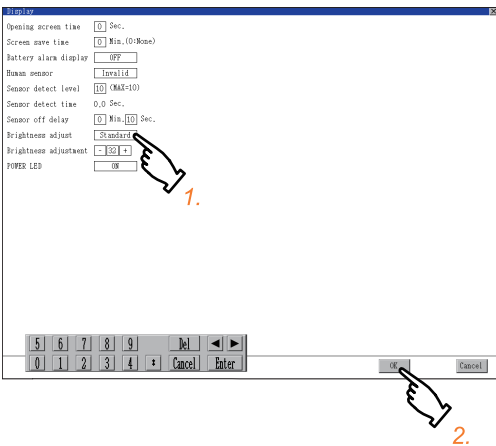 Display
Opening screen time 0 Sec.
Screen save time 0 Min.(0:None)
Battery alarm display OFF
Human sensor Invalid
Sensor detect level 10 (MAX=10)
Sensor detect time 0.0 Sec.
Sensor off delay 0 Min. 10 Sec.
Brightness adjust Standard
Brightness adjustment - 32 +
POWER LED ON
1.
5 6 7 8 9 Del ◀ ▶
0 1 2 3 4 ↕ Cancel Enter
OK Cancel
2.